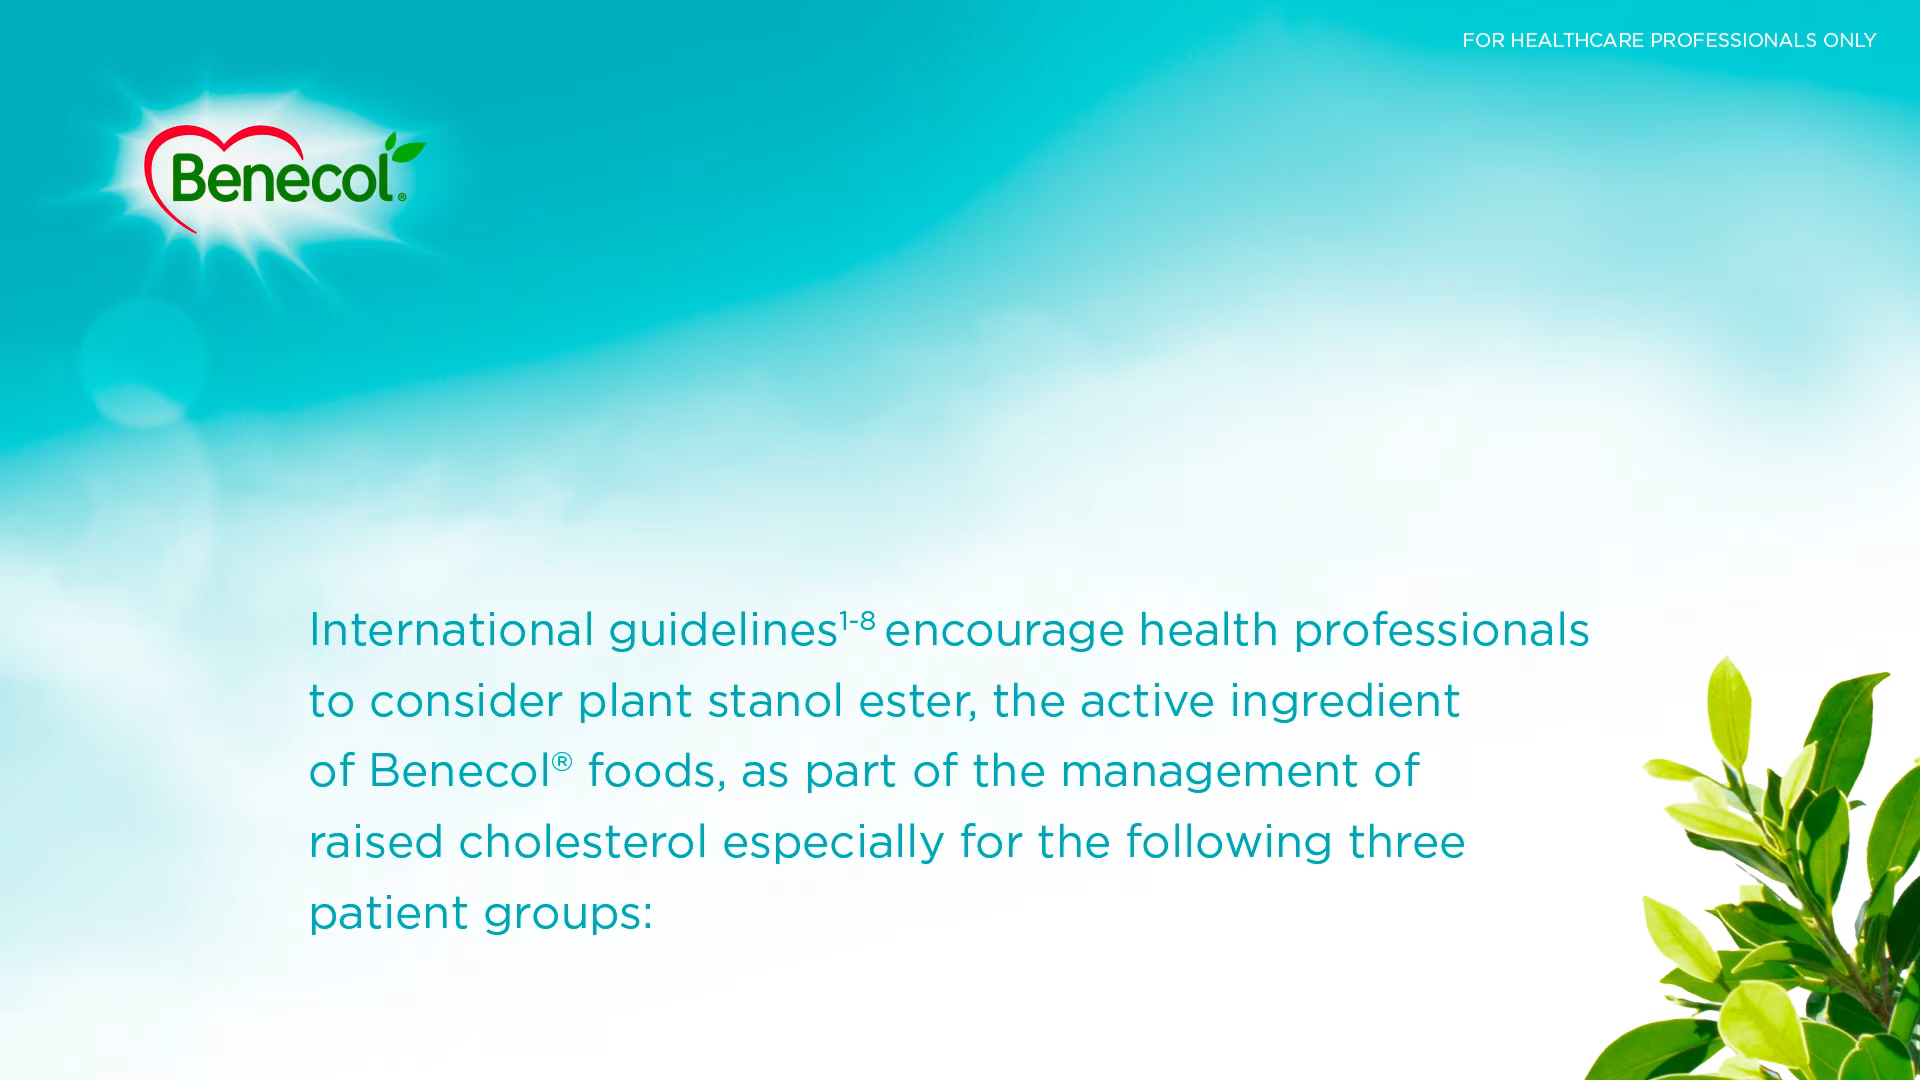 FOR HEALTHCARE PROFESSIONALS ONLY
Benecol®
International guidelines¹⁻⁸ encourage health professionals
to consider plant stanol ester, the active ingredient
of Benecol® foods, as part of the management of
raised cholesterol especially for the following three
patient groups: